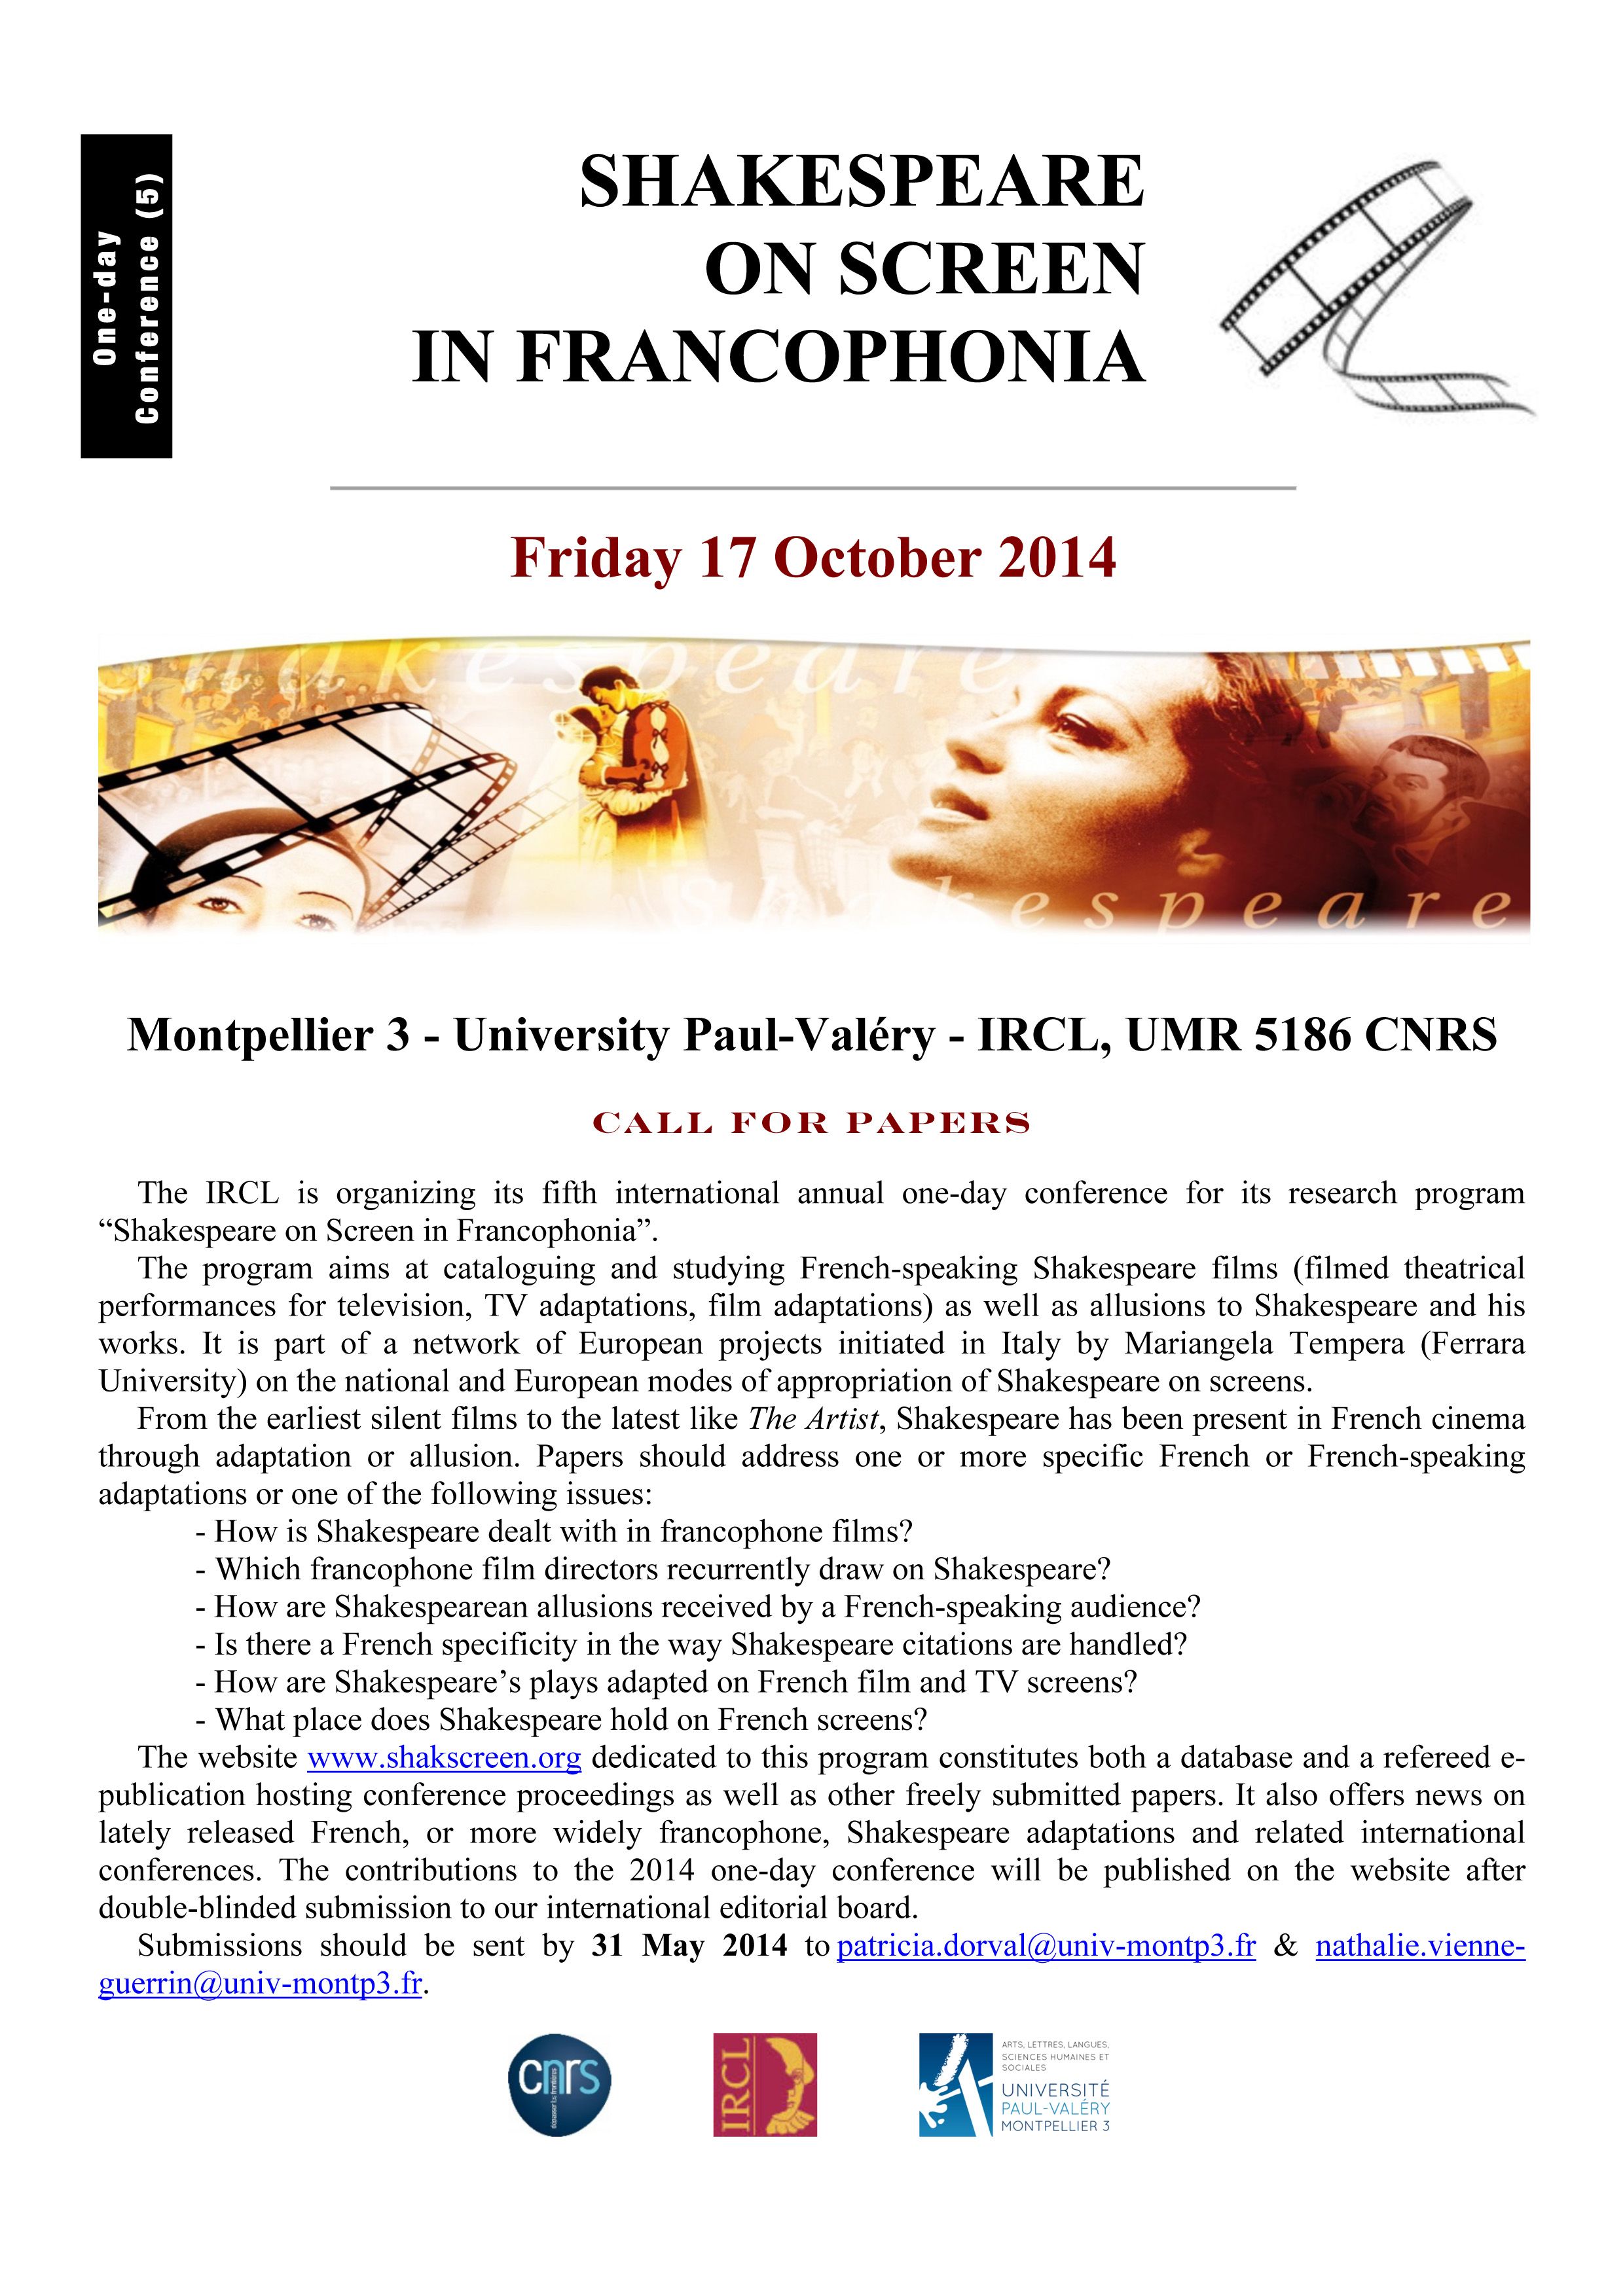 One-day
Conference (5)
SHAKESPEARE
ON SCREEN
IN FRANCOPHONIA
Friday 17 October 2014
Shakespeare
Shakespeare
Montpellier 3 - University Paul-Valéry - IRCL, UMR 5186 CNRS
CALL FOR PAPERS
The IRCL is organizing its fifth international annual one-day conference for its research program
“Shakespeare on Screen in Francophonia”.
The program aims at cataloguing and studying French-speaking Shakespeare films (filmed theatrical
performances for television, TV adaptations, film adaptations) as well as allusions to Shakespeare and his
works. It is part of a network of European projects initiated in Italy by Mariangela Tempera (Ferrara
University) on the national and European modes of appropriation of Shakespeare on screens.
From the earliest silent films to the latest like The Artist, Shakespeare has been present in French cinema
through adaptation or allusion. Papers should address one or more specific French or French-speaking
adaptations or one of the following issues:
- How is Shakespeare dealt with in francophone films?
- Which francophone film directors recurrently draw on Shakespeare?
- How are Shakespearean allusions received by a French-speaking audience?
- Is there a French specificity in the way Shakespeare citations are handled?
- How are Shakespeare’s plays adapted on French film and TV screens?
- What place does Shakespeare hold on French screens?
The website www.shakscreen.org dedicated to this program constitutes both a database and a refereed e-
publication hosting conference proceedings as well as other freely submitted papers. It also offers news on
lately released French, or more widely francophone, Shakespeare adaptations and related international
conferences. The contributions to the 2014 one-day conference will be published on the website after
double-blinded submission to our international editorial board.
Submissions should be sent by 31 May 2014 to patricia.dorval@univ-montp3.fr & nathalie.vienne-
guerrin@univ-montp3.fr.
cnrs
dépasser les frontières
IRCL
ARTS, LETTRES, LANGUES,
SCIENCES HUMAINES ET
SOCIALES
UNIVERSITÉ
PAUL-VALÉRY
MONTPELLIER 3